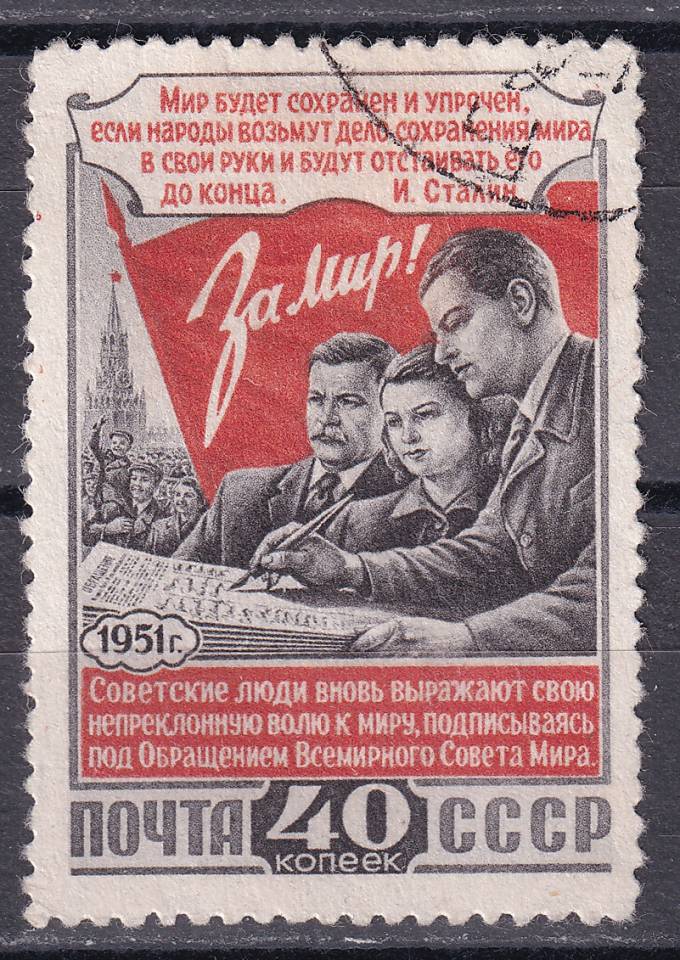 Мир будет сохранен и упрочен,
если народы возьмут дело сохранения мира
в свои руки и будут отстаивать его
до конца. И. Сталин.
За мир!
Обращение
1951 г.
Советские люди вновь выражают свою
непреклонную волю к миру, подписываясь
под Обращением Всемирного Совета Мира.
ПОЧТА 40 СССР
копеек